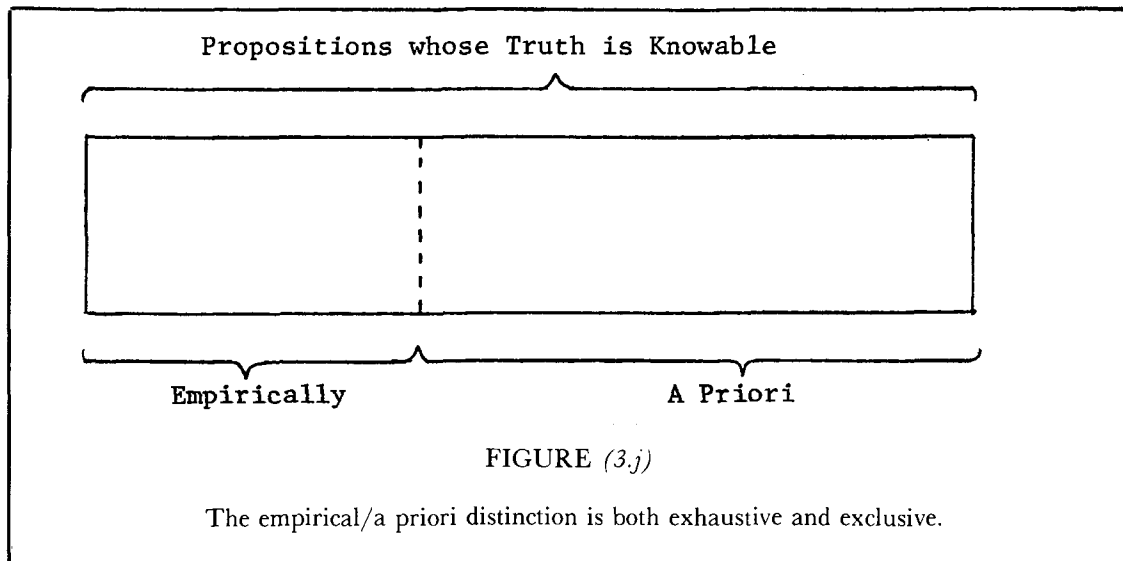 Propositions whose Truth is Knowable
Empirically
A Priori
FIGURE (3.j)
The empirical/a priori distinction is both exhaustive and exclusive.